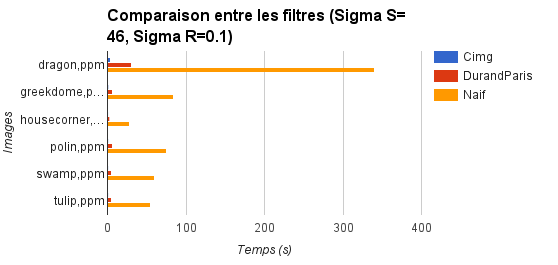 Comparaison entre les filtres (Sigma S=
46, Sigma R=0.1)
Cimg
DurandParis
Naif
Images
dragon,ppm
greekdome,p...
housecorner,...
polin,ppm
swamp,ppm
tulip,ppm
0 100 200 300 400
Temps (s)